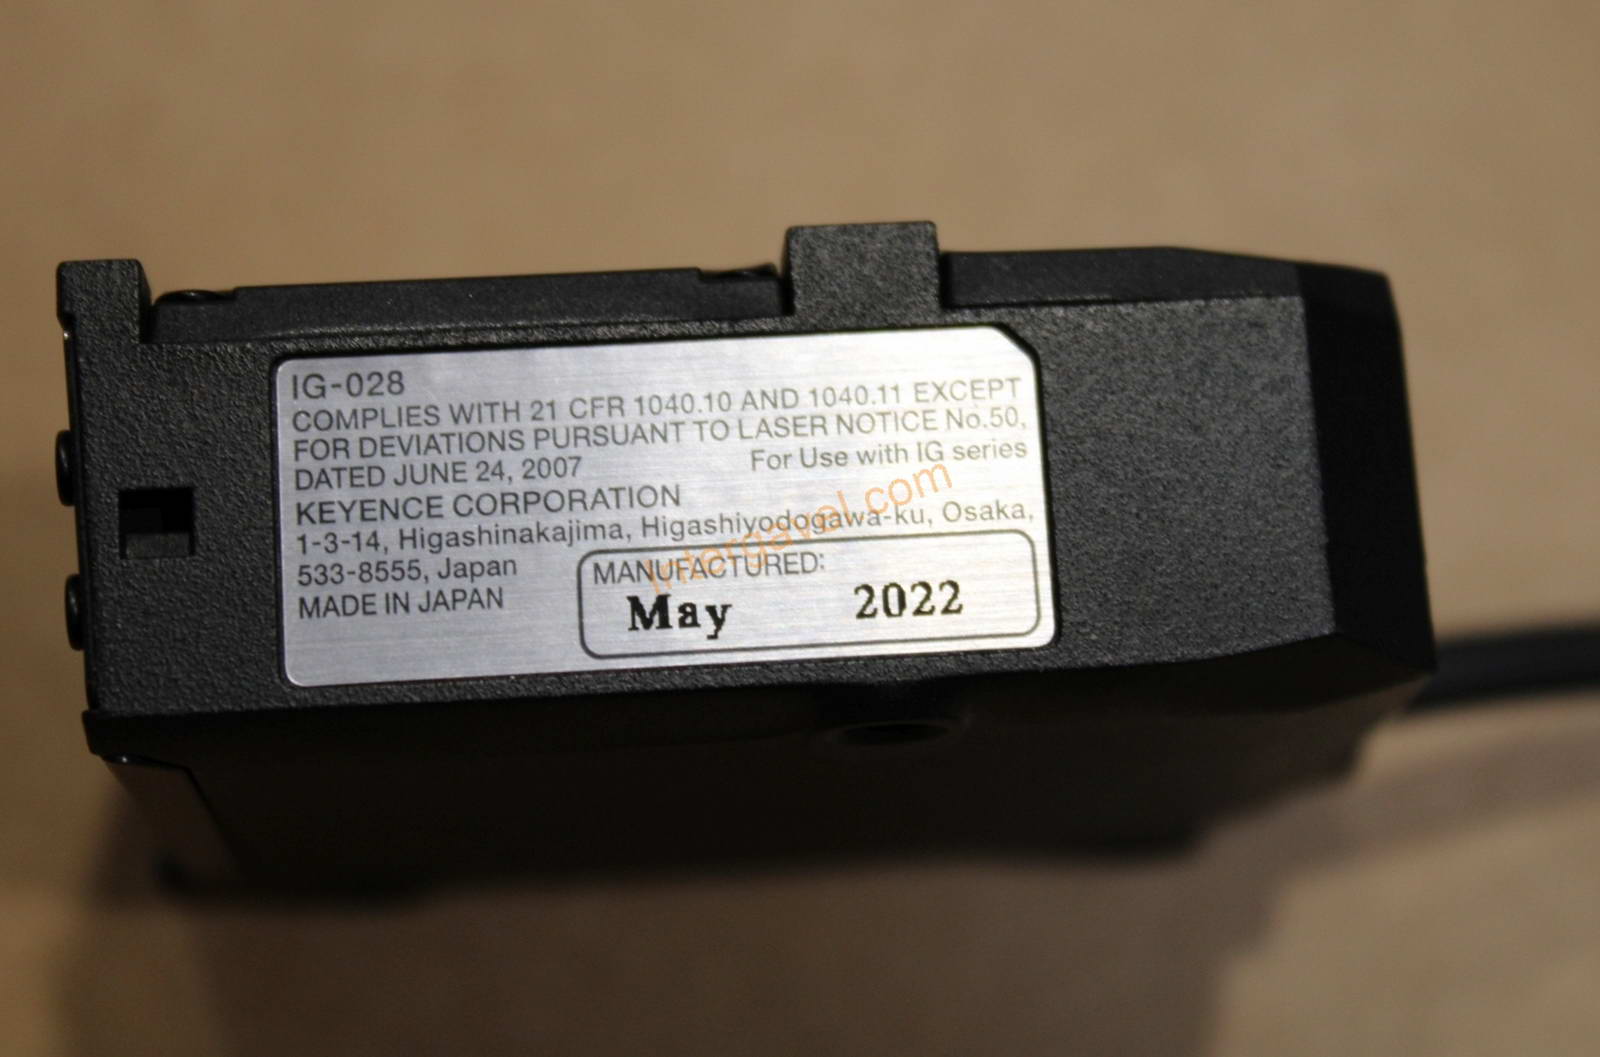 IG-028
COMPLIES WITH 21 CFR 1040.10 AND 1040.11 EXCEPT
FOR DEVIATIONS PURSUANT TO LASER NOTICE No.50,
DATED JUNE 24, 2007
For Use with IG series
KEYENCE CORPORATION
1-3-14, Higashinakajima, Higashiyodogawa-ku, Osaka,
533-8555, Japan
MADE IN JAPAN
MANUFACTURED:
May 2022
intergavel.com